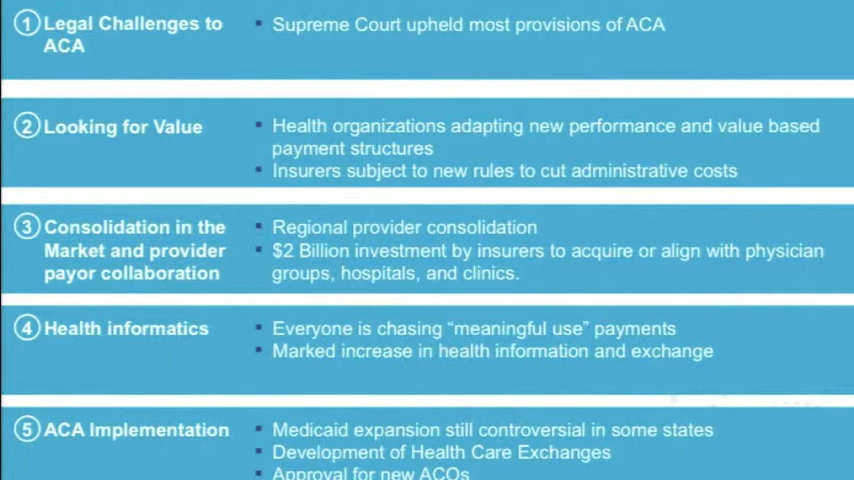 1 Legal Challenges to
ACA
▪ Supreme Court upheld most provisions of ACA
2 Looking for Value
▪ Health organizations adapting new performance and value based
payment structures
▪ Insurers subject to new rules to cut administrative costs
3 Consolidation in the
Market and provider
payor collaboration
▪ Regional provider consolidation
▪ $2 Billion investment by insurers to acquire or align with physician
groups, hospitals, and clinics.
4 Health informatics
▪ Everyone is chasing “meaningful use” payments
▪ Marked increase in health information and exchange
5 ACA Implementation
▪ Medicaid expansion still controversial in some states
▪ Development of Health Care Exchanges
▪ Approval for new ACOs